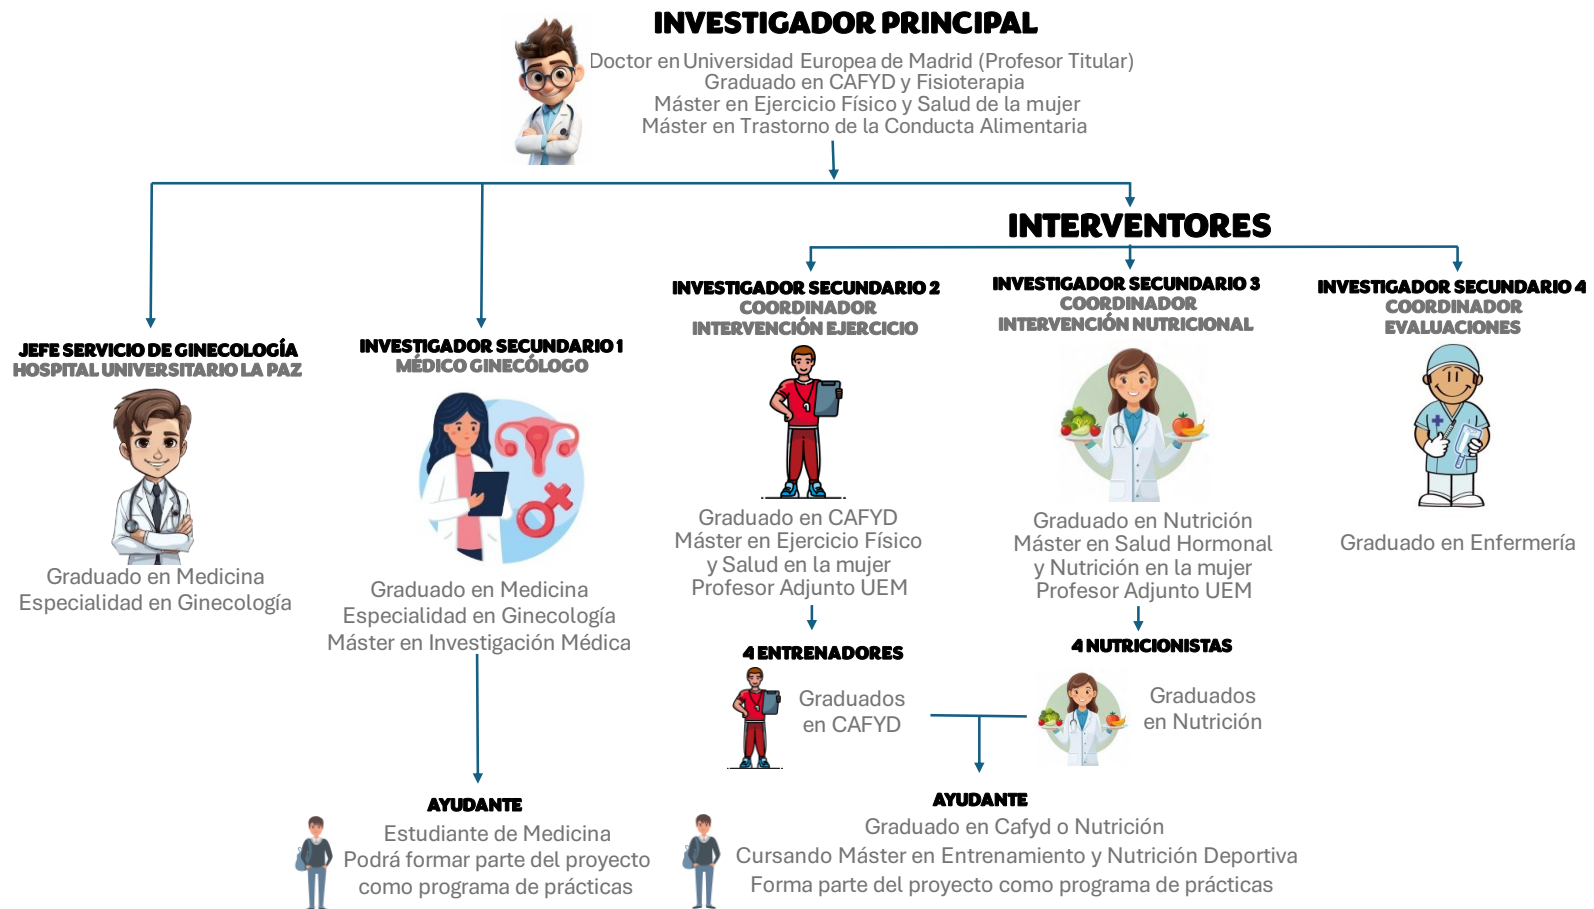 INVESTIGADOR PRINCIPAL
Doctor en Universidad Europea de Madrid (Profesor Titular)
Graduado en CAFYD y Fisioterapia
Máster en Ejercicio Físico y Salud de la mujer
Máster en Trastorno de la Conducta Alimentaria
INTERVENTORES
JEFE SERVICIO DE GINECOLOGÍA
HOSPITAL UNIVERSITARIO LA PAZ
Graduado en Medicina
Especialidad en Ginecología
INVESTIGADOR SECUNDARIO 1
MÉDICO GINECÓLOGO
Graduado en Medicina
Especialidad en Ginecología
Máster en Investigación Médica
INVESTIGADOR SECUNDARIO 2
COORDINADOR
INTERVENCIÓN EJERCICIO
Graduado en CAFYD
Máster en Ejercicio Físico
y Salud en la mujer
Profesor Adjunto UEM
INVESTIGADOR SECUNDARIO 3
COORDINADOR
INTERVENCIÓN NUTRICIONAL
Graduado en Nutrición
Máster en Salud Hormonal
y Nutrición en la mujer
Profesor Adjunto UEM
INVESTIGADOR SECUNDARIO 4
COORDINADOR
EVALUACIONES
Graduado en Enfermería
4 ENTRENADORES
Graduados
en CAFYD
4 NUTRICIONISTAS
Graduados
en Nutrición
AYUDANTE
Estudiante de Medicina
Podrá formar parte del proyecto
como programa de prácticas
AYUDANTE
Graduado en Cafyd o Nutrición
Cursando Máster en Entrenamiento y Nutrición Deportiva
Forma parte del proyecto como programa de prácticas